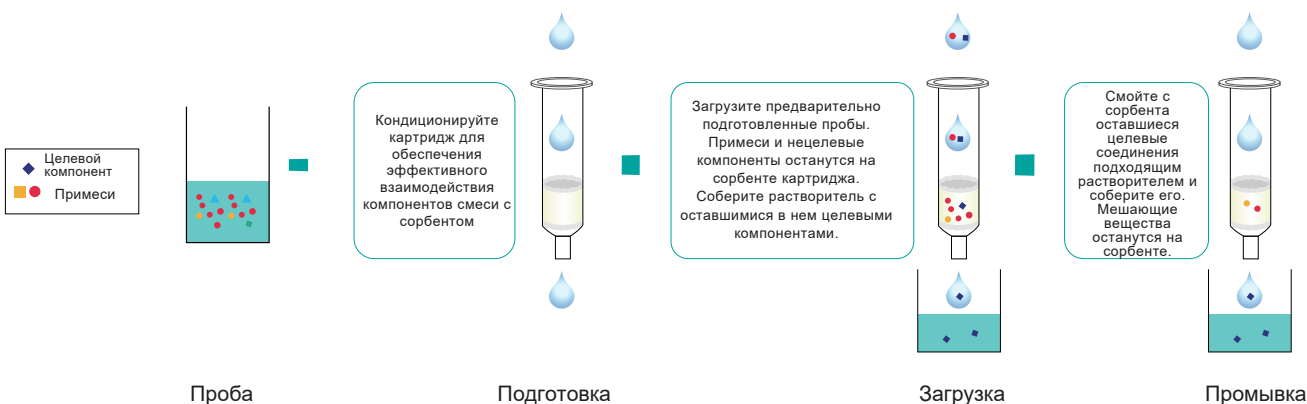 Целевой
компонент
Примеси
Кондиционируйте
картридж для
обеспечения
эффективного
взаимодействия
компонентов смеси с
сорбентом
Загрузите предварительно
подготовленные пробы.
Примеси и нецелевые
компоненты останутся на
сорбенте картриджа.
Соберите растворитель с
оставшимися в нем целевыми
компонентами.
Смойте с
сорбента
оставшиеся
целевые
соединения
подходящим
растворителем и
соберите его.
Мешающие
вещества
останутся на
сорбенте.
Проба
Подготовка
Загрузка
Промывка